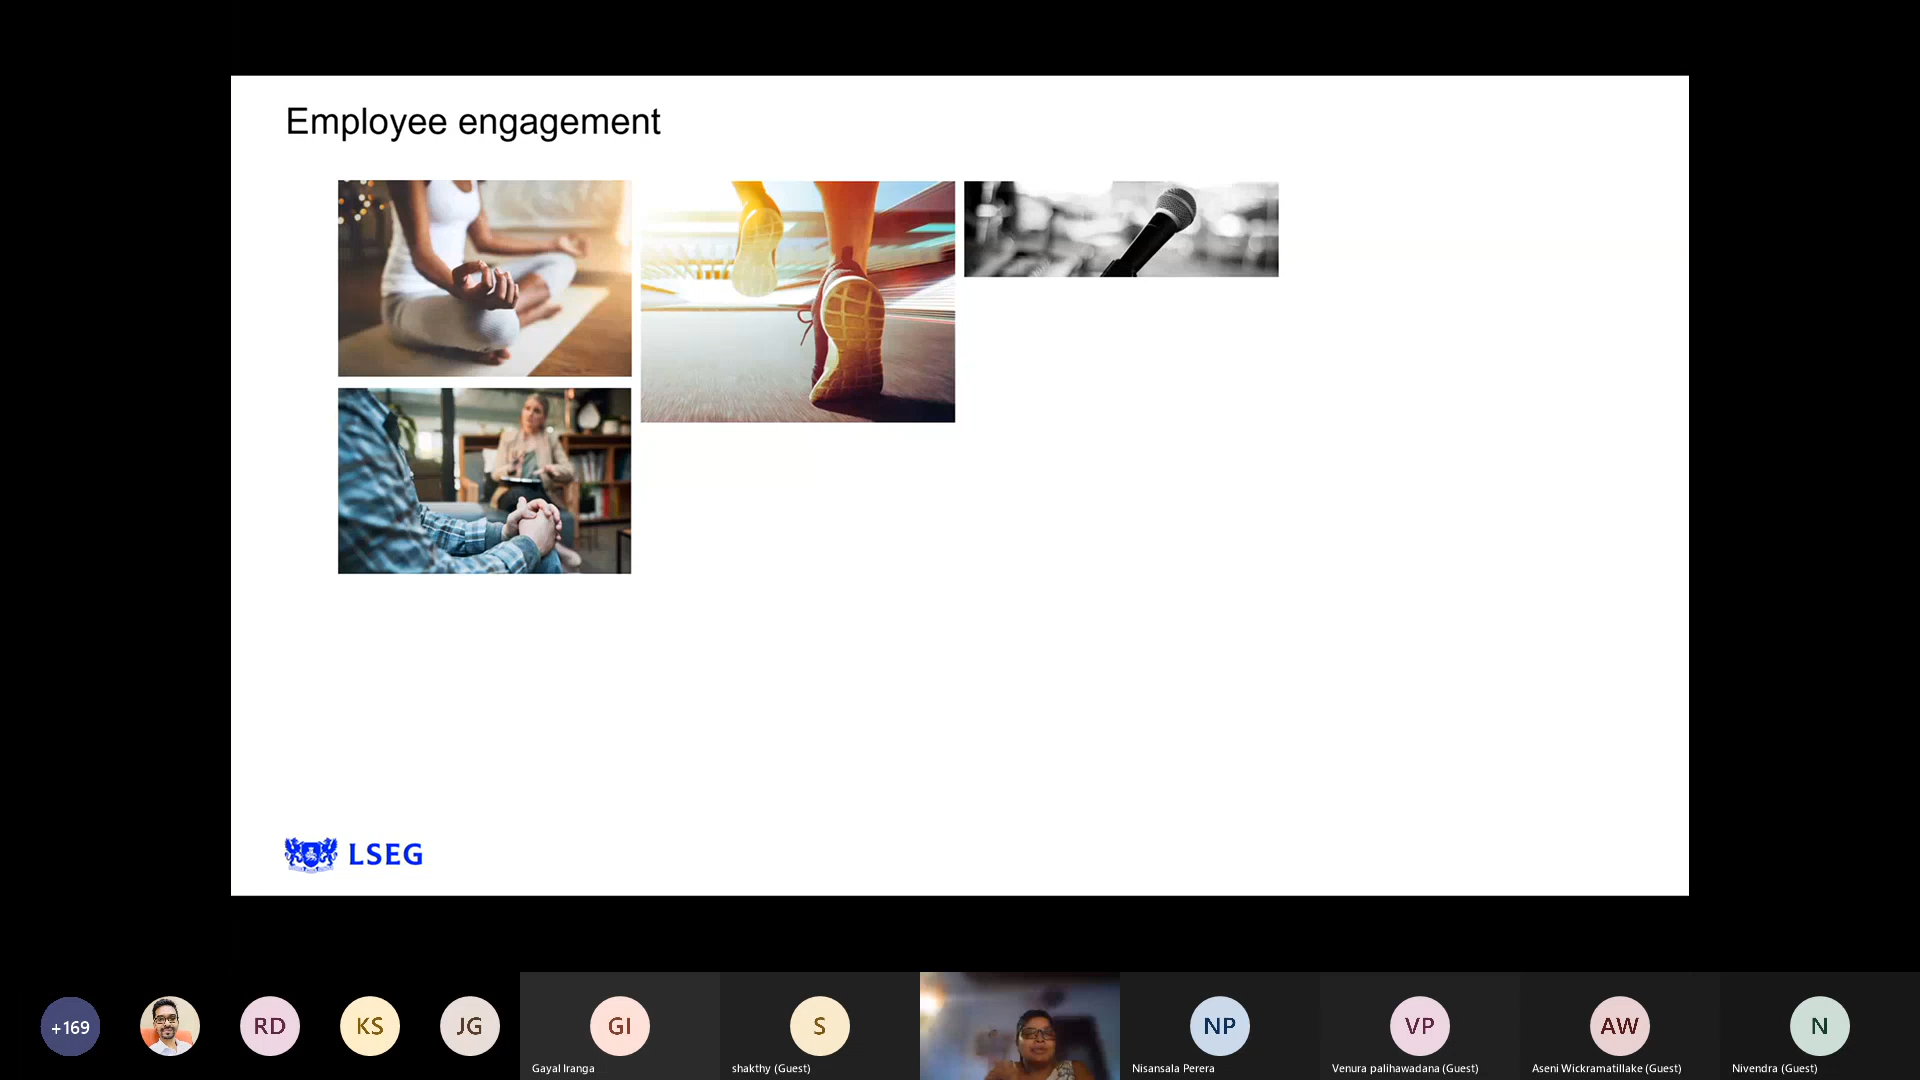 Employee engagement
LSEG
+169
RD
KS
JG
GI
S
NP
VP
AW
N
Gayal Iranga
shakthy (Guest)
Nisansala Perera
Venura palihawadana (Guest)
Aseni Wickramatillake (Guest)
Nivendra (Guest)